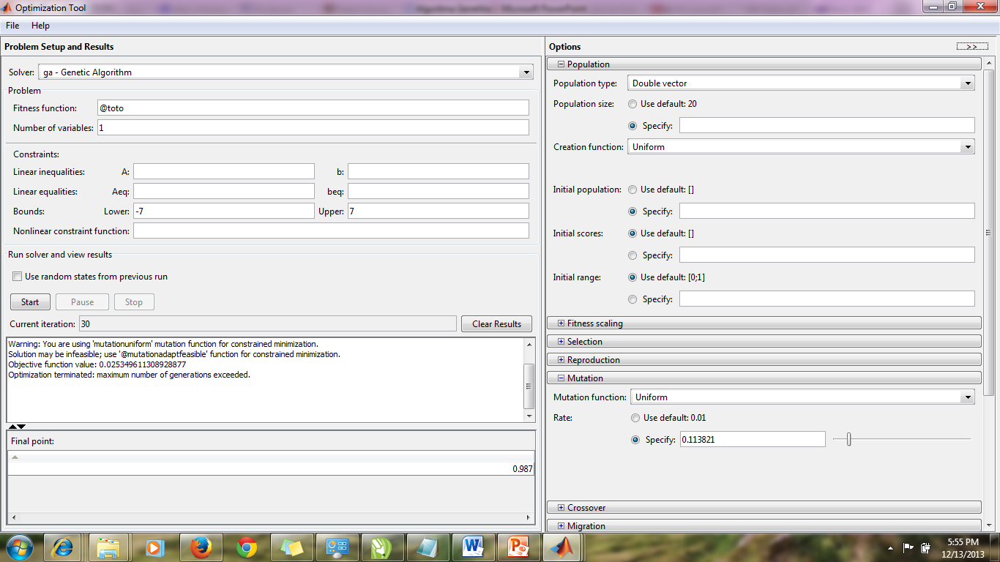 Optimization Tool
File Help
Problem Setup and Results
Solver: ga - Genetic Algorithm
Problem
Fitness function: @toto
Number of variables: 1
Constraints:
Linear inequalities: A: b:
Linear equalities: Aeq: beq:
Bounds: Lower: -7 Upper: 7
Nonlinear constraint function:
Run solver and view results
Use random states from previous run
Start Pause Stop
Current iteration: 30 Clear Results
Warning: You are using 'mutationuniform' mutation function for constrained minimization.
Solution may be infeasible; use '@mutationadaptfeasible' function for constrained minimization.
Objective function value: 0.025349611308928877
Optimization terminated: maximum number of generations exceeded.
Final point:
0.987
Options >>
Population
Population type: Double vector
Population size: Use default: 20
Specify:
Creation function: Uniform
Initial population: Use default: []
Specify:
Initial scores: Use default: []
Specify:
Initial range: Use default: [0;1]
Specify:
Fitness scaling
Selection
Reproduction
Mutation
Mutation function: Uniform
Rate: Use default: 0.01
Specify: 0.113821
Crossover
Migration
5:55 PM
12/13/2013